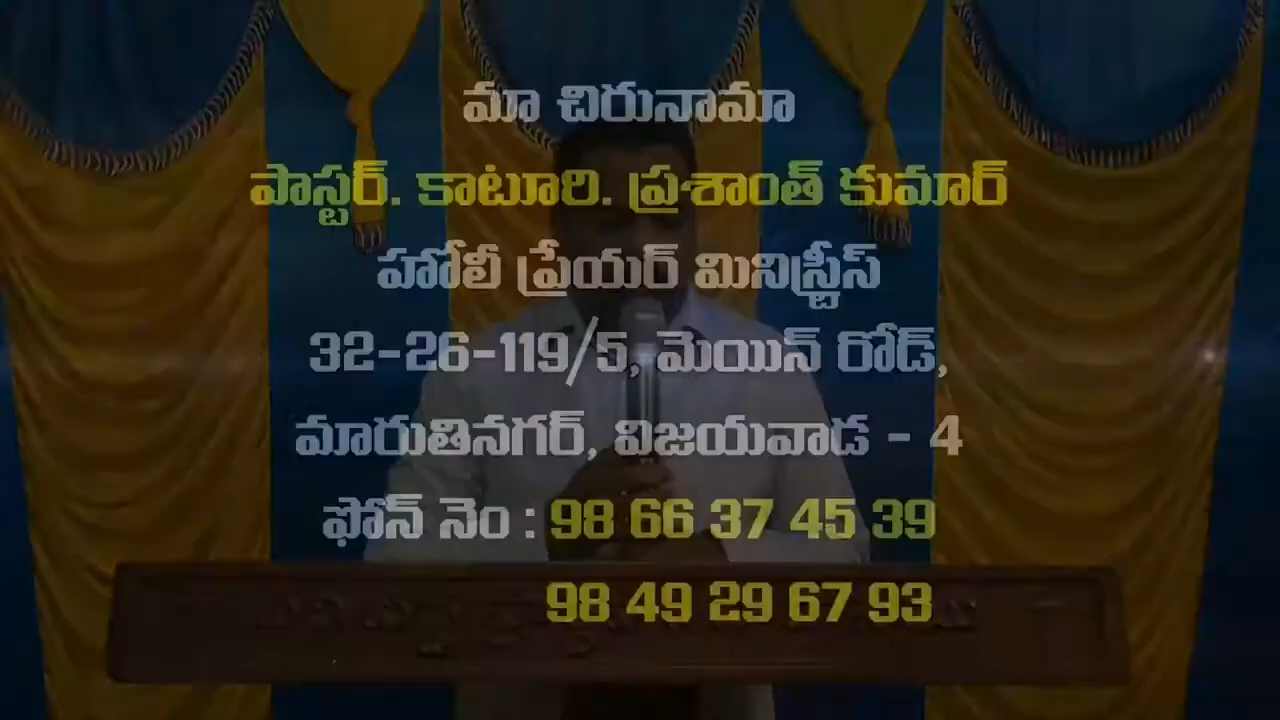 మా చిరునామా
పాస్టర్. కాటూరి. ప్రశాంత్ కుమార్
హోలీ ప్రేయర్ మినిస్ట్రీస్
32-26-119/5, మెయిన్ రోడ్,
మారుతినగర్, విజయవాడ - 4
ఫోన్ నెం : 98 66 37 45 39
98 49 29 67 93